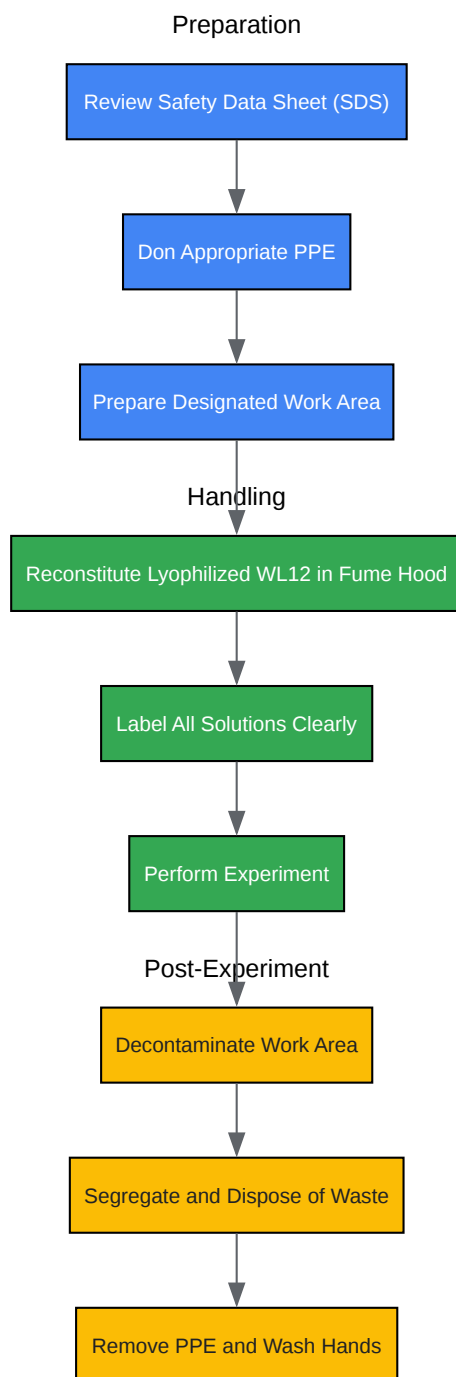 Preparation
Review Safety Data Sheet (SDS)
Don Appropriate PPE
Prepare Designated Work Area
Handling
Reconstitute Lyophilized WL12 in Fume Hood
Label All Solutions Clearly
Perform Experiment
Post-Experiment
Decontaminate Work Area
Segregate and Dispose of Waste
Remove PPE and Wash Hands